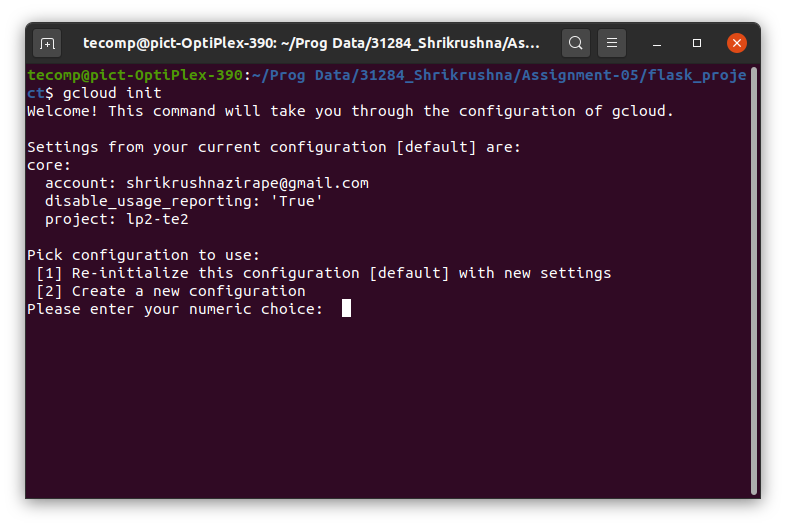 tecomp@pict-OptiPlex-390: ~/Prog Data/31284_Shrikrushna/As...
tecomp@pict-OptiPlex-390:~/Prog Data/31284_Shrikrushna/Assignment-05/flask_proje
ct$ gcloud init
Welcome! This command will take you through the configuration of gcloud.
Settings from your current configuration [default] are:
core:
  account: shrikrushnazirape@gmail.com
  disable_usage_reporting: 'True'
  project: lp2-te2
Pick configuration to use:
 [1] Re-initialize this configuration [default] with new settings
 [2] Create a new configuration
Please enter your numeric choice: